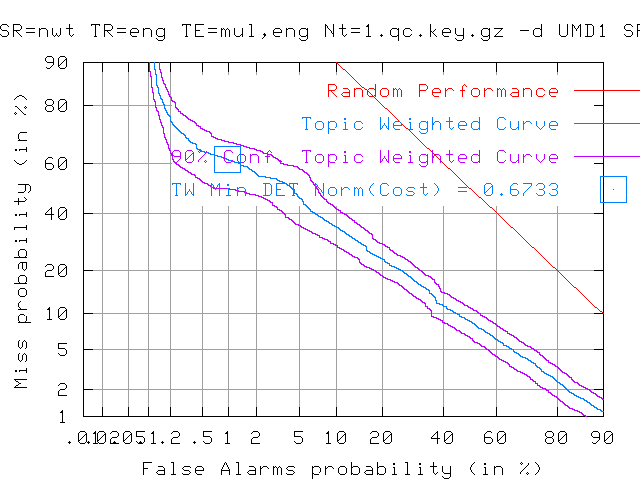 SR=nwt TR=eng TE=mul,eng Nt=1.qc.key.gz -d UMD1
90
80
60
40
20
10
5
2
1
Random Performance
Topic Weighted Curve
90% Conf. Topic Weighted Curve
TW Min DET Norm(Cost) = 0.6733
Miss probability (in %)
.5 1 2 5 10 20 40 60 80 90
False Alarms probability (in %)